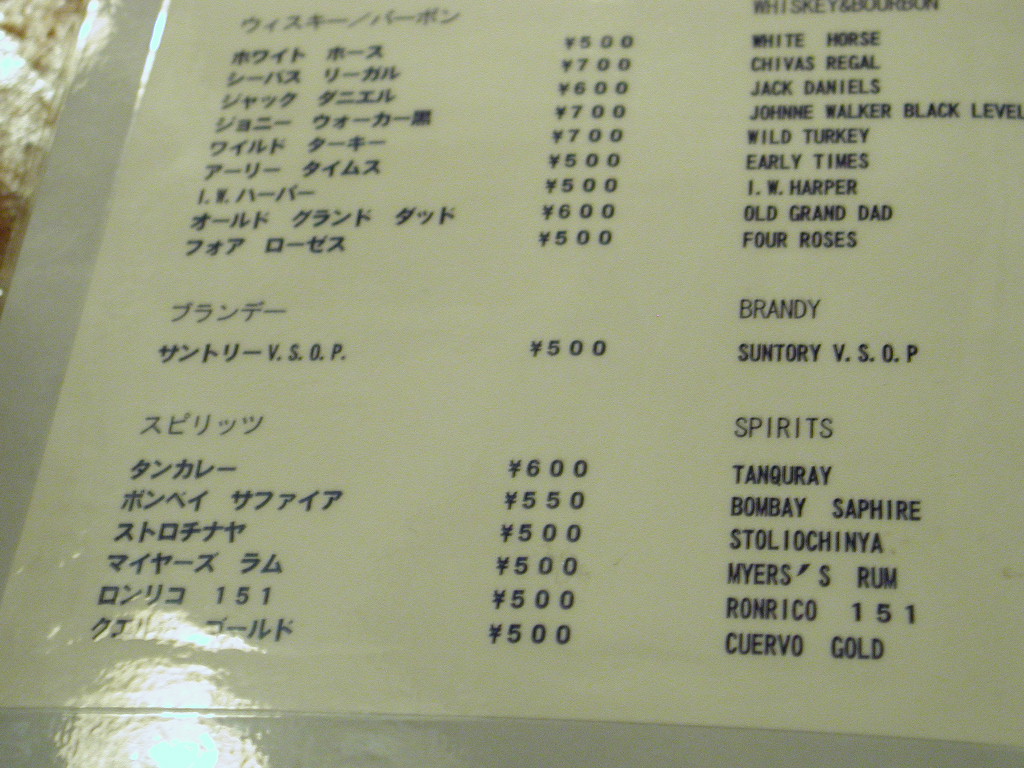 ウィスキー/バーボン WHISKEY&BOURBON
ホワイト ホース ¥500 WHITE HORSE
シーバス リーガル ¥700 CHIVAS REGAL
ジャック ダニエル ¥600 JACK DANIELS
ジョニー ウォーカー黒 ¥700 JOHNNE WALKER BLACK LEVEL
ワイルド ターキー ¥700 WILD TURKEY
アーリー タイムス ¥500 EARLY TIMES
I.W.ハーパー ¥500 I.W.HARPER
オールド グランド ダッド ¥600 OLD GRAND DAD
フォア ローゼス ¥500 FOUR ROSES
ブランデー BRANDY
サントリーV.S.O.P. ¥500 SUNTORY V.S.O.P
スピリッツ SPIRITS
タンカレー ¥600 TANQURAY
ボンベイ サファイア ¥550 BOMBAY SAPHIRE
ストロチナヤ ¥500 STOLIOCHINYA
マイヤーズ ラム ¥500 MYERS'S RUM
ロンリコ 151 ¥500 RONRICO 151
ゴールド ¥500 CUERVO GOLD